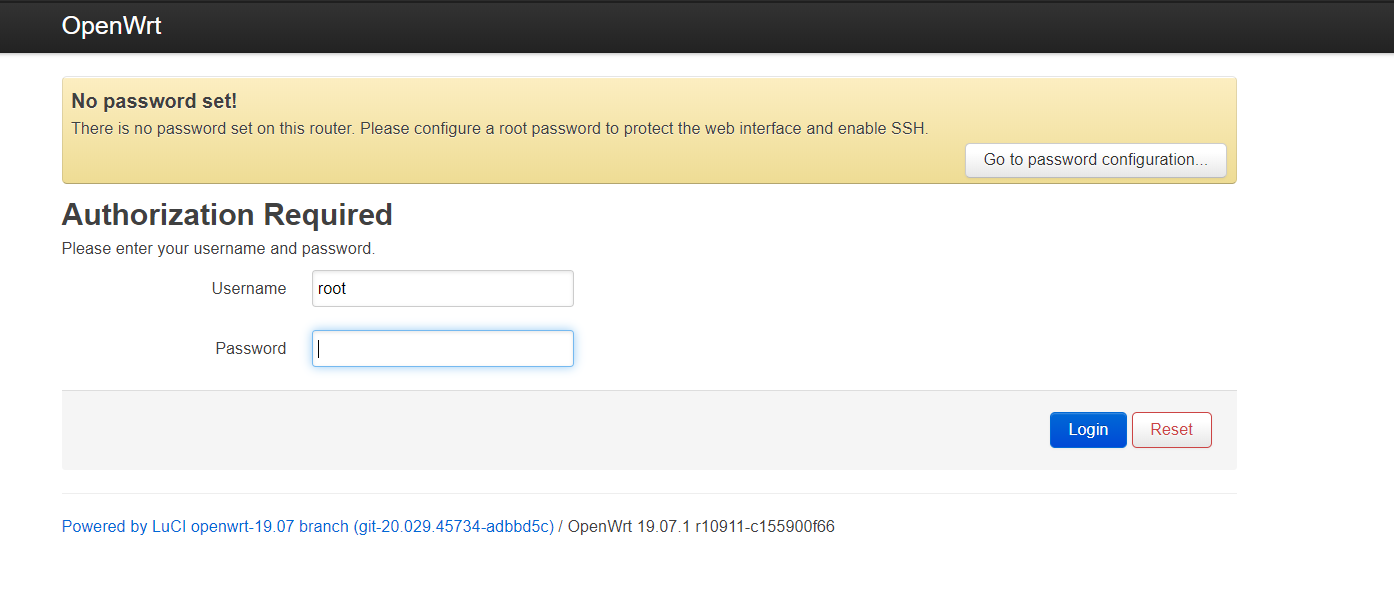 OpenWrt
No password set!
There is no password set on this router. Please configure a root password to protect the web interface and enable SSH.
Go to password configuration...
Authorization Required
Please enter your username and password.
Username root
Password
Login Reset
Powered by LuCI openwrt-19.07 branch (git-20.029.45734-adbbd5c) / OpenWrt 19.07.1 r10911-c155900f66